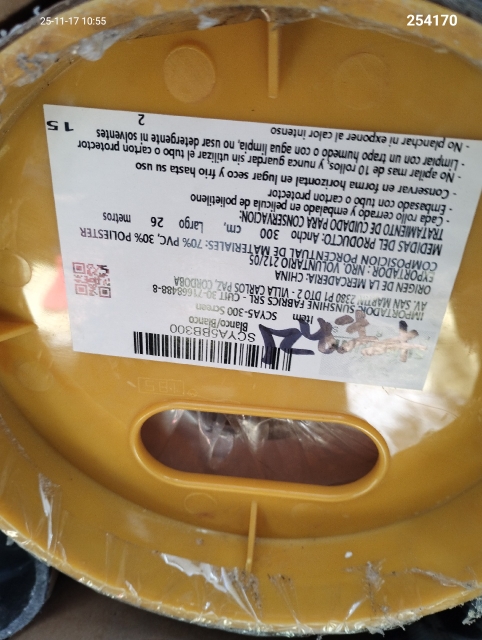 25-11-17 10:55
254170
SCYA5BB300
Blanco/Blanco
Item SCYA5-300 Screen
IMPORTADOR: SUNSHINE FABRICS SRL - CUIT 30-71668488-8
AV. SAN MARTIN 2380 PI DTO 2 - VILLA CARLOS PAZ, CORDOBA
ORIGEN DE LA MERCADERIA: CHINA
EXPORTADOR: NRO. VOLUNTARIO 212/05
COMPOSICION PORCENTUAL DE MATERIALES: 70% PVC, 30% POLIESTER
MEDIDAS DEL PRODUCTO: Ancho 300 cm, Largo 26 metros
TRATAMIENTO DE CUIDADO PARA CONSERVACION:
- Cada rollo cerrado y embalado en pelicula de polietileno
- Embasado con carton protector
- Conservar en forma horizontal en lugar seco y frio hasta su uso
- No apilar mas de 10 rollos, y nunca guardar sin utilizar el tubo o carton protector
- Limpiar con un trapo humedo o con agua limpia, no usar detergente ni solventes
- No planchar ni exponer al calor intenso
2
15